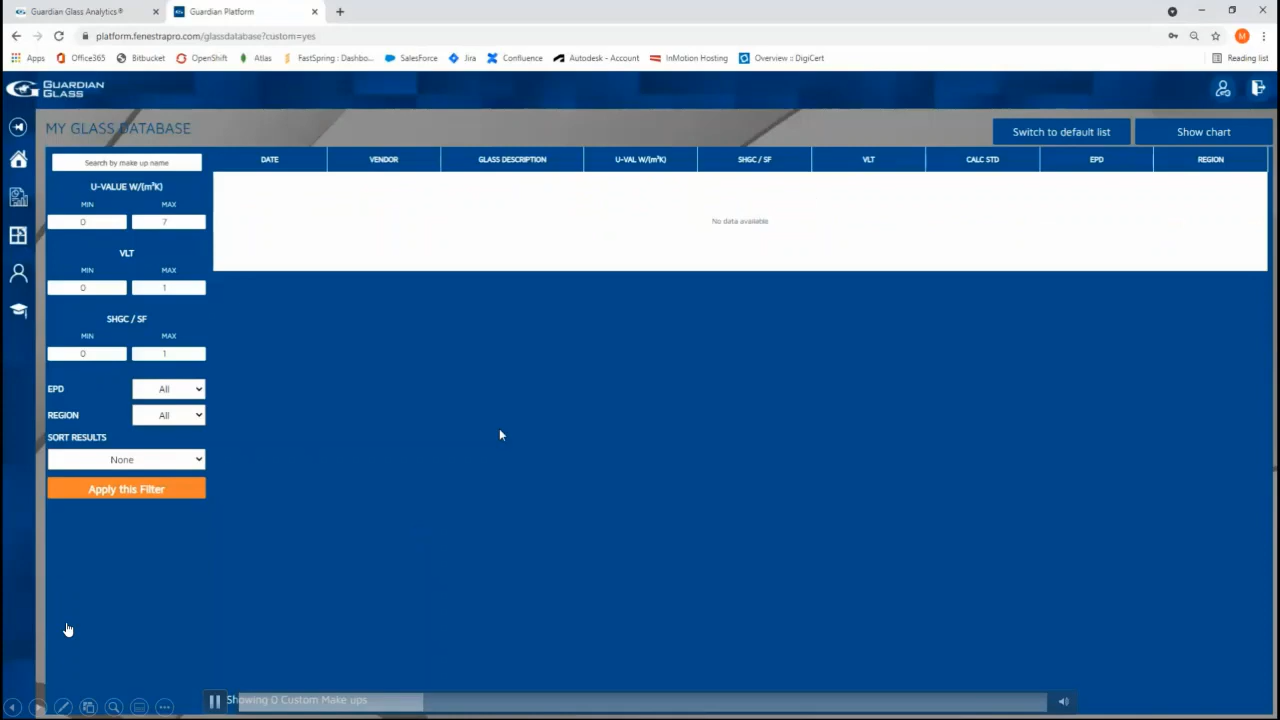 Guardian Glass Analytics®
Guardian Platform
platform.fenestrapro.com/glassdatabase?custom=yes
M
Apps
Office365
Bitbucket
OpenShift
Atlas
FastSpring : Dashbo...
SalesForce
Jira
Confluence
Autodesk - Account
InMotion Hosting
Overview :: DigiCert
Reading list
GUARDIAN
GLASS
MY GLASS DATABASE
Switch to default list
Show chart
Search by make up name
DATE
VENDOR
GLASS DESCRIPTION
U-VAL W/(m²K)
SHGC / SF
VLT
CALC STD
EPD
REGION
U-VALUE W/(m²K)
MIN
MAX
0
7
No data available
VLT
MIN
MAX
0
1
SHGC / SF
MIN
MAX
0
1
EPD
All
REGION
All
SORT RESULTS
None
Apply this Filter
Showing 0 Custom Make ups